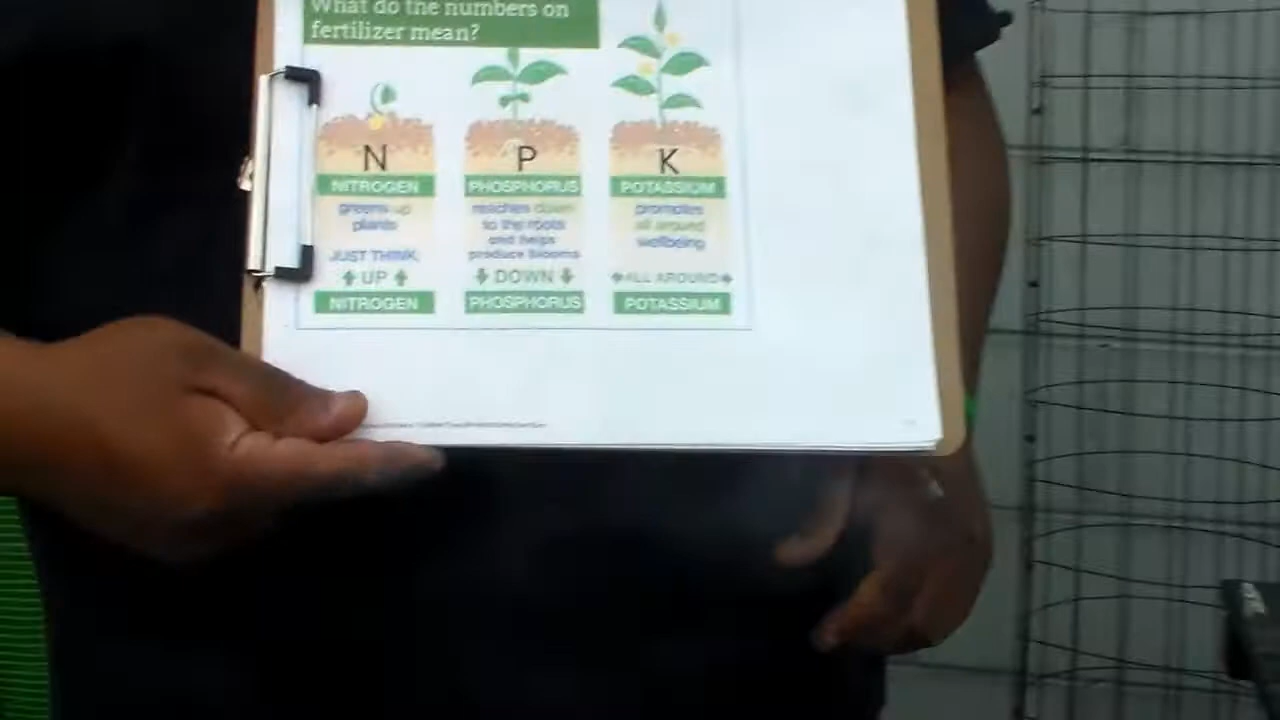 What do the numbers on
fertilizer mean?
N
NITROGEN
greens up
plants
JUST THINK,
UP
NITROGEN
P
PHOSPHORUS
reaches down
to the roots
and helps
produce blooms
DOWN
PHOSPHORUS
K
POTASSIUM
promotes
all around
wellbeing
ALL AROUND
POTASSIUM